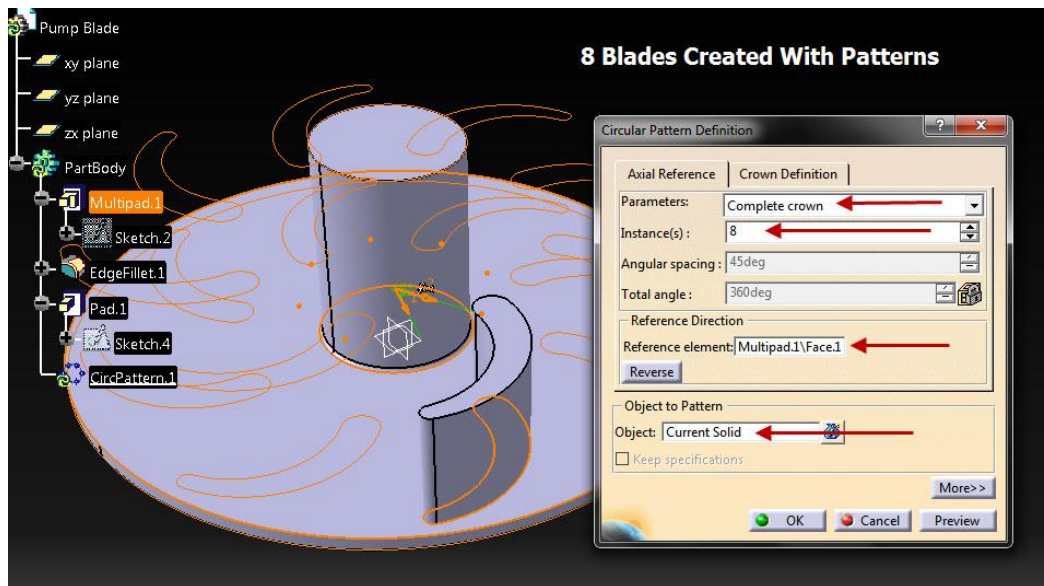 Pump Blade
xy plane
yz plane
zx plane
PartBody
Multipad.1
Sketch.2
EdgeFillet.1
Pad.1
Sketch.4
CircPattern.1
8 Blades Created With Patterns
Circular Pattern Definition
? X
Axial Reference Crown Definition
Parameters: Complete crown
Instance(s) : 8
Angular spacing : 45deg
Total angle : 360deg
Reference Direction
Reference element: Multipad.1\Face.1
Reverse
Object to Pattern
Object: Current Solid
Keep specifications
More>>
OK Cancel Preview